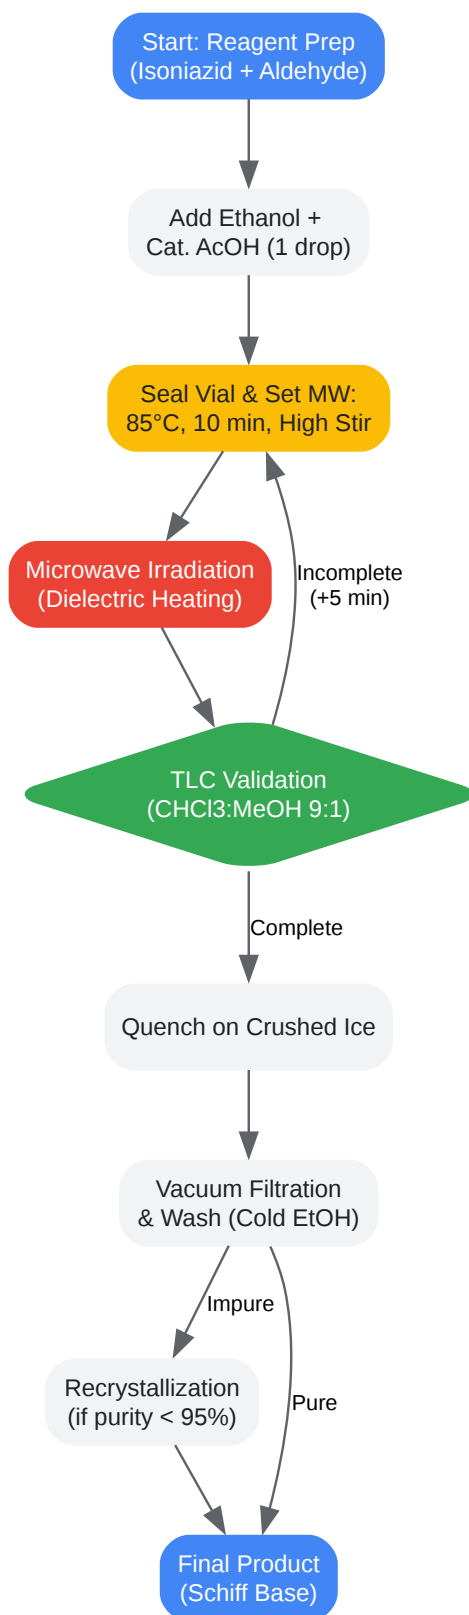 Start: Reagent Prep
(Isoniazid + Aldehyde)
Add Ethanol +
Cat. AcOH (1 drop)
Seal Vial & Set MW:
85°C, 10 min, High Stir
Microwave Irradiation
(Dielectric Heating)
Incomplete
(+5 min)
TLC Validation
(CHCl3:MeOH 9:1)
Complete
Quench on Crushed Ice
Vacuum Filtration
& Wash (Cold EtOH)
Impure
Recrystallization
(if purity < 95%)
Pure
Final Product
(Schiff Base)